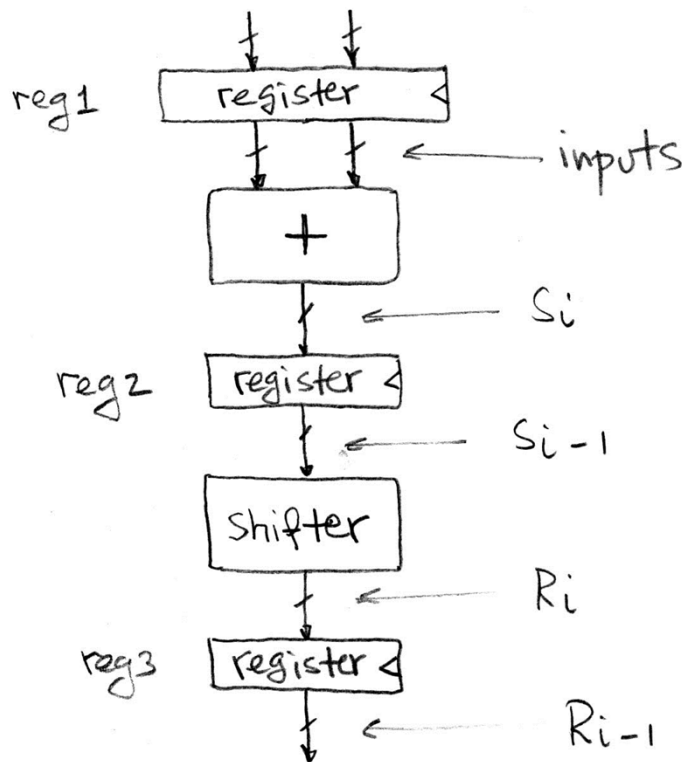 reg1
register
inputs
+
Si
reg2
register
Si-1
Shifter
Ri
reg3
register
Ri-1